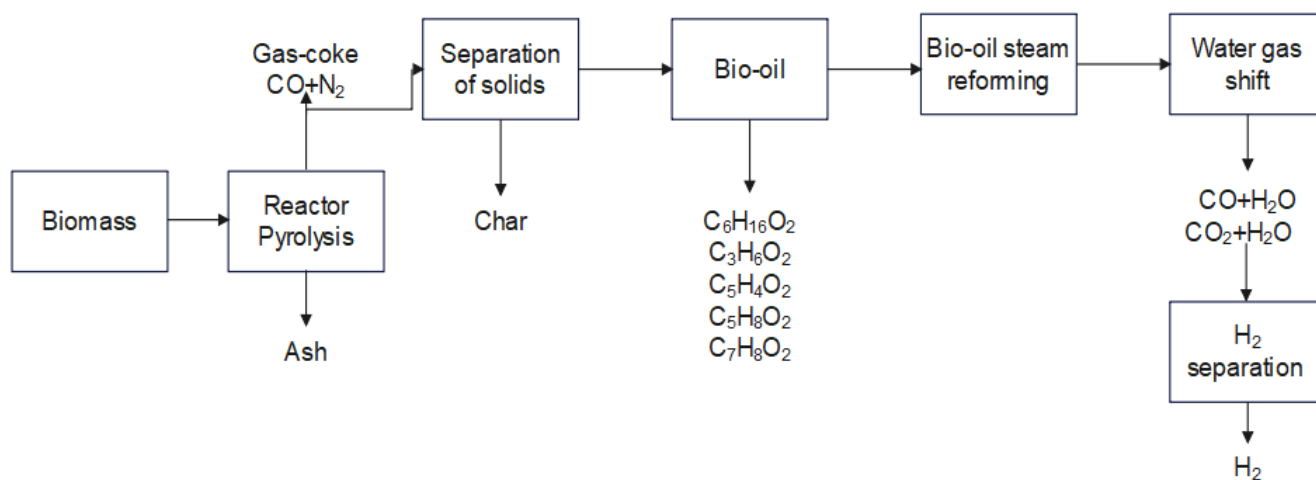 Biomass
Reactor
Pyrolysis
Gas-coke
CO+N₂
Ash
Separation
of solids
Char
Bio-oil
C₆H₁₆O₂
C₃H₆O₂
C₅H₄O₂
C₅H₈O₂
C₇H₈O₂
Bio-oil steam
reforming
Water gas
shift
CO+H₂O
CO₂+H₂O
H₂
separation
H₂